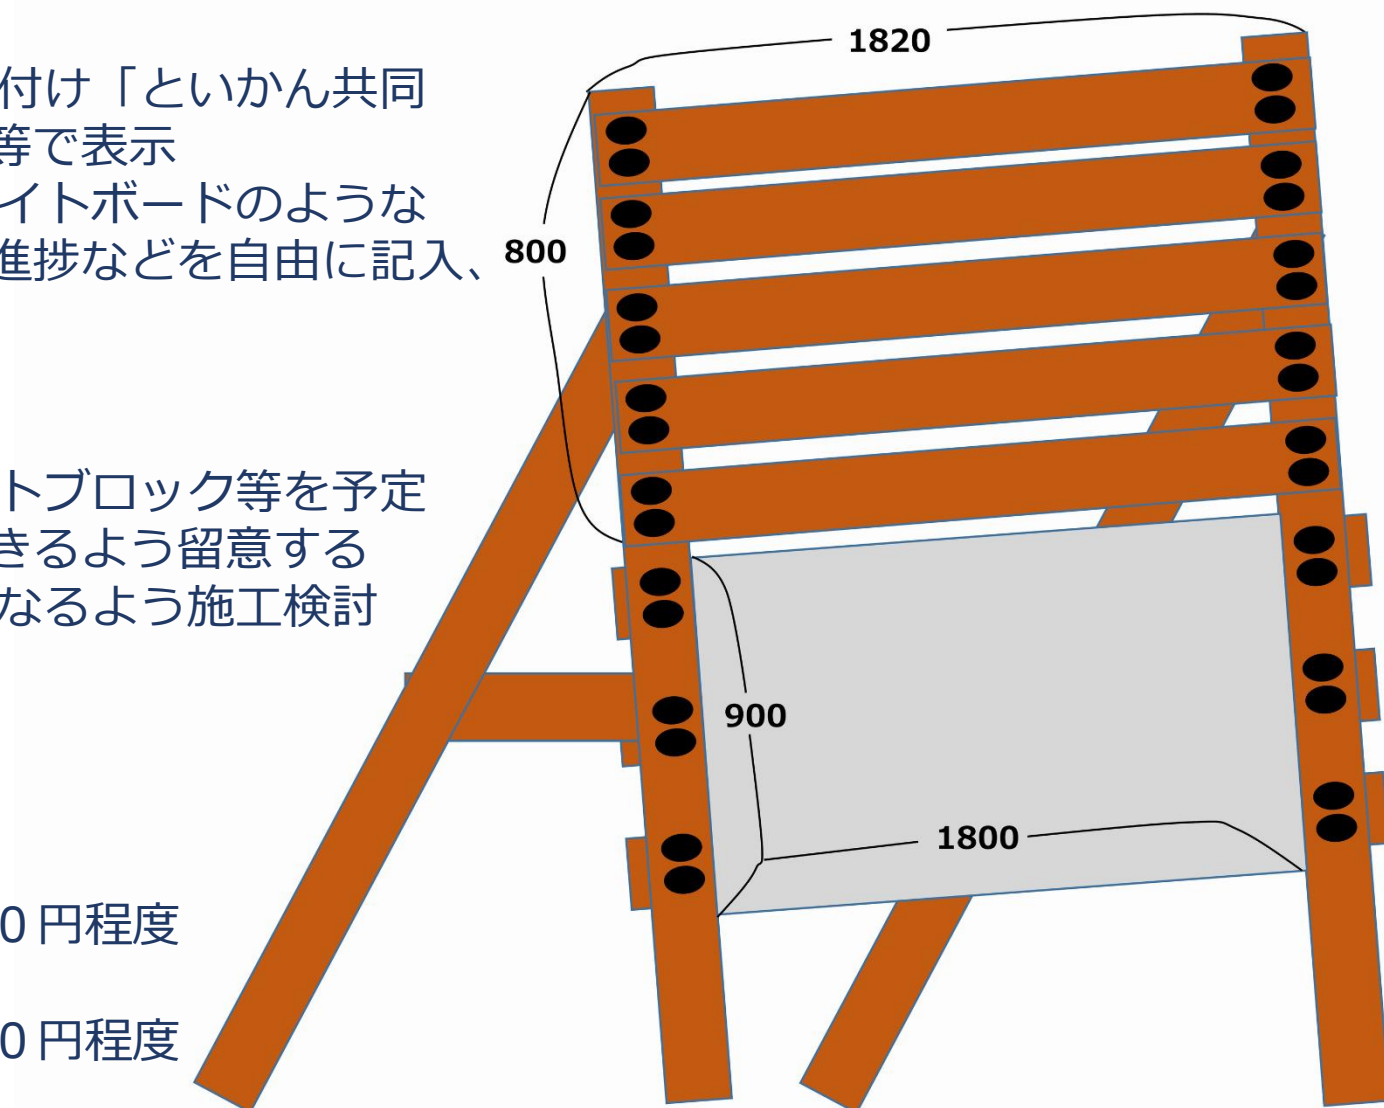 付け「といかん共同
等で表示
イトボードのような
進捗などを自由に記入、
トブロック等を予定
きるよう留意する
なるよう施工検討
0 円程度
0 円程度
1820
800
900
1800